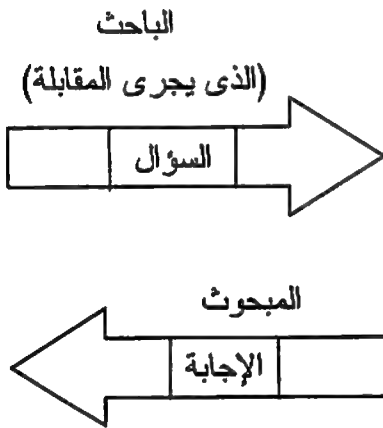 الباحث
(الذى يجرى المقابلة)
السؤال
المبحوث
الإجابة